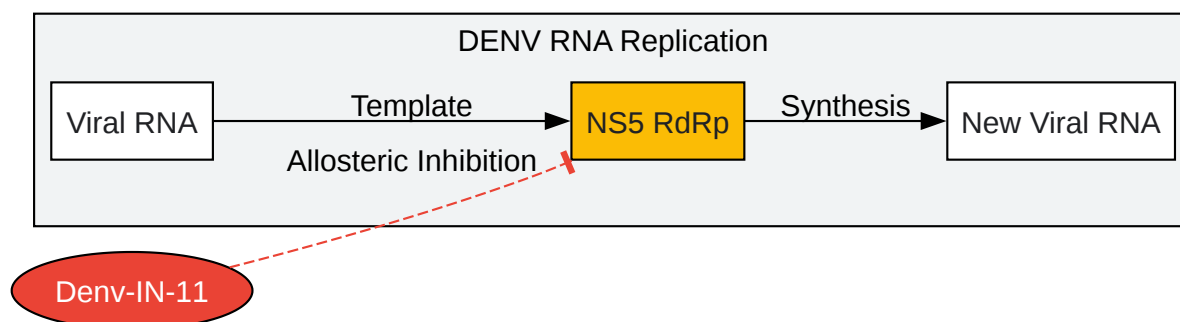 DENV RNA Replication
Viral RNA
Template
NS5 RdRp
Synthesis
New Viral RNA
Allosteric Inhibition
Denv-IN-11